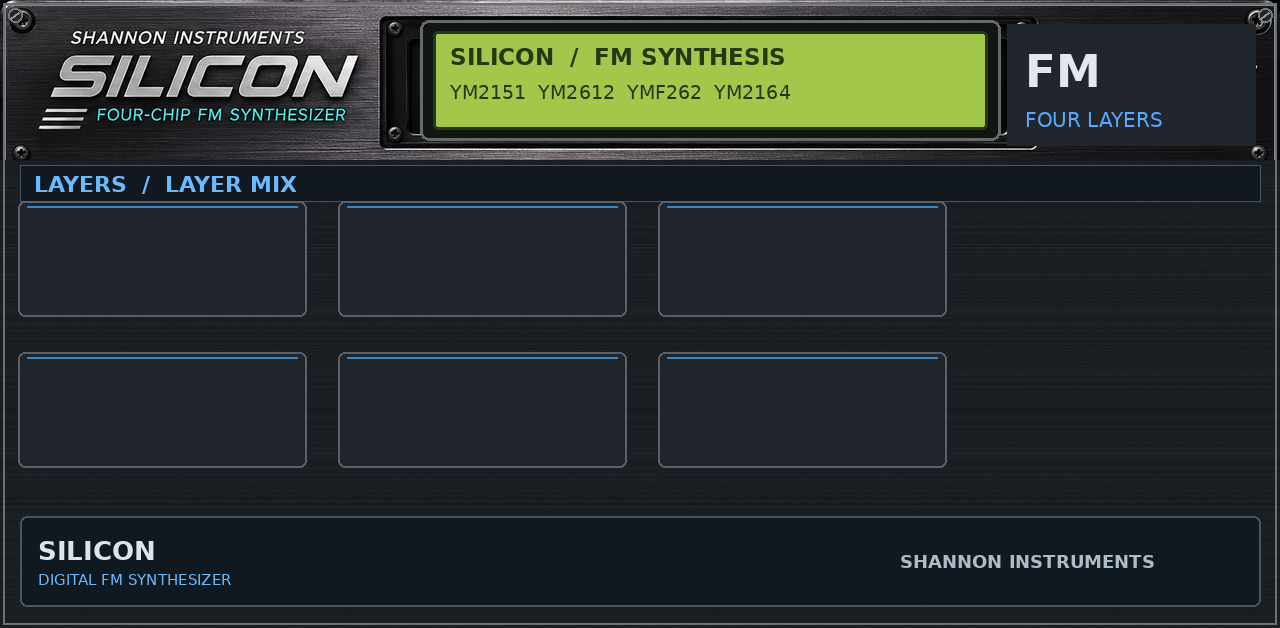 SHANNON INSTRUMENTS
SILICON
FOUR-CHIP FM SYNTHESIZER
SILICON / FM SYNTHESIS
YM2151 YM2612 YMF262 YM2164
FM
FOUR LAYERS
LAYERS / LAYER MIX
SILICON
DIGITAL FM SYNTHESIZER
SHANNON INSTRUMENTS